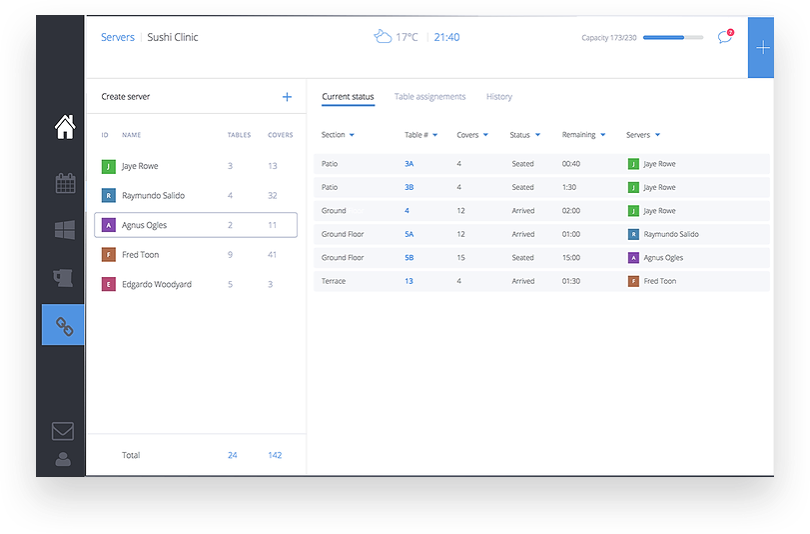 Servers | Sushi Clinic
17°C | 21:40
Capacity 173/230
7
+
Create server +
Current status Table assignements History
ID NAME TABLES COVERS
J Jaye Rowe 3 13
R Raymundo Salido 4 32
A Agnus Ogles 2 11
F Fred Toon 9 41
E Edgardo Woodyard 5 3
Total 24 142
Section Table # Covers Status Remaining Servers
Patio 3A 4 Seated 00:40 J Jaye Rowe
Patio 3B 4 Seated 1:30 J Jaye Rowe
Ground 4 12 Arrived 02:00 J Jaye Rowe
Ground Floor 5A 12 Arrived 01:00 R Raymundo Salido
Ground Floor 5B 15 Seated 15:00 A Agnus Ogles
Terrace 13 4 Arrived 01:30 F Fred Toon